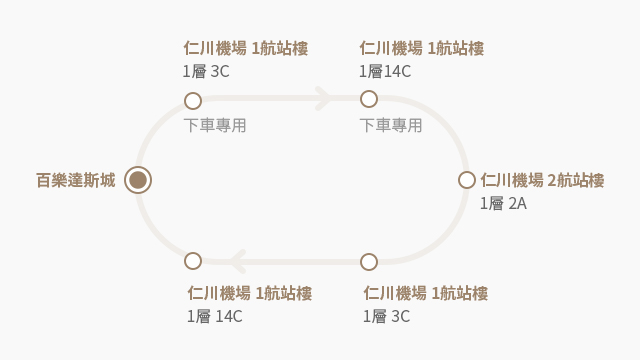 仁川機場 1航站樓
1層 3C
下車專用
仁川機場 1航站樓
1層14C
下車專用
百樂達斯城
仁川機場 2航站樓
1層 2A
仁川機場 1航站樓
1層 14C
仁川機場 1航站樓
1層 3C